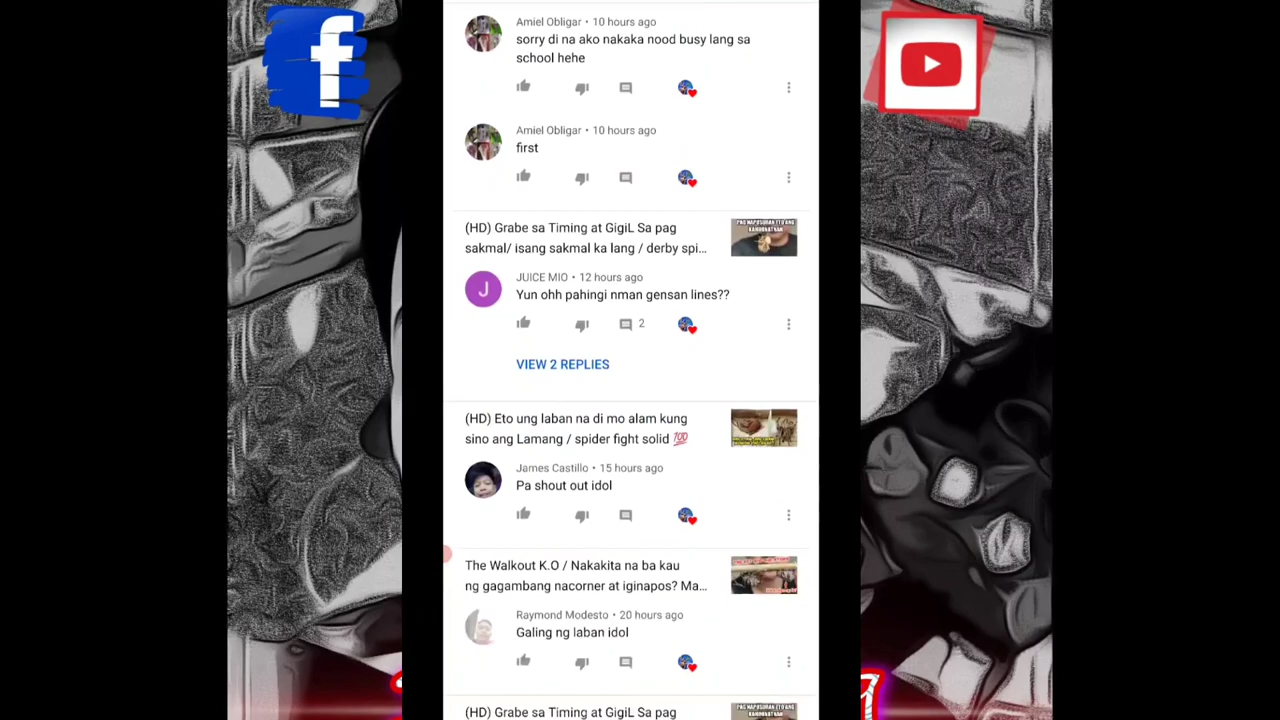 Amiel Obligar • 10 hours ago
sorry di na ako nakaka nood busy lang sa
school hehe
Amiel Obligar • 10 hours ago
first
(HD) Grabe sa Timing at GigiL Sa pag
sakmal/ isang sakmal ka lang / derby spi...
JUICE MIO • 12 hours ago
J
Yun ohh pahingi nman gensan lines??
2
VIEW 2 REPLIES
(HD) Eto ung laban na di mo alam kung
sino ang Lamang / spider fight solid 💯
James Castillo • 15 hours ago
Pa shout out idol
The Walkout K.O / Nakakita na ba kau
ng gagambang nacorner at iginapos? Ma...
Raymond Modesto • 20 hours ago
Galing ng laban idol
(HD) Grabe sa Timing at GigiL Sa pag